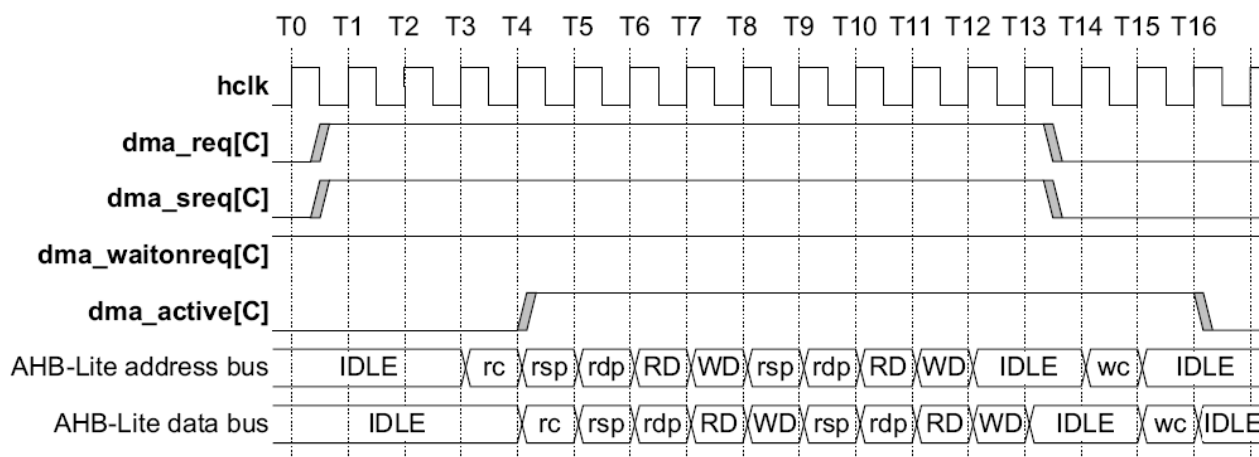 T0 T1 T2 T3 T4 T5 T6 T7 T8 T9 T10 T11 T12 T13 T14 T15 T16
hclk
dma_req[C]
dma_sreq[C]
dma_waitonreq[C]
dma_active[C]
AHB-Lite address bus IDLE rc rsp rdp RD WD rsp rdp RD WD IDLE wc IDLE
AHB-Lite data bus IDLE rc rsp rdp RD WD rsp rdp RD WD IDLE wc IDLE